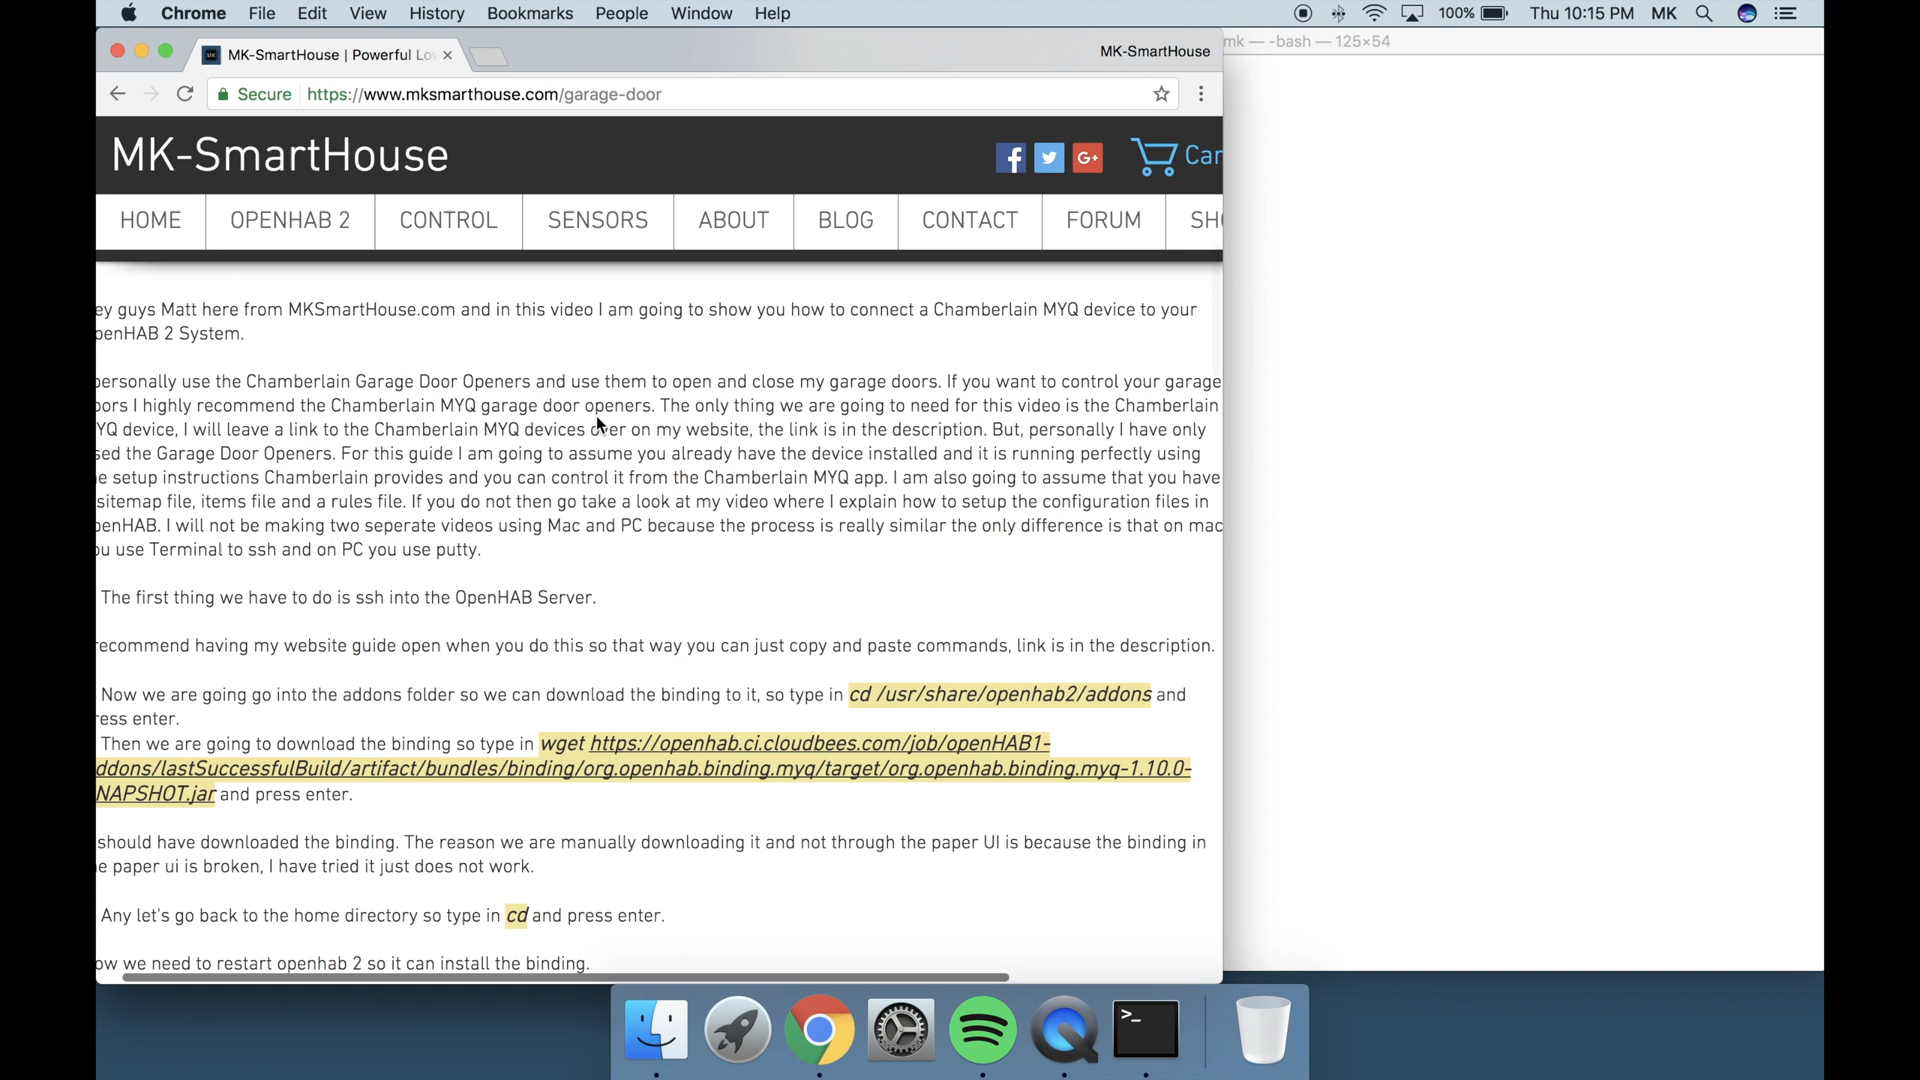 Chrome File Edit View History Bookmarks People Window Help 100% Thu 10:15 PM MK
mk — -bash — 125×54
MK-SmartHouse | Powerful Lo
MK-SmartHouse
Secure https://www.mksmarthouse.com/garage-door
MK-SmartHouse
Car
HOME OPENHAB 2 CONTROL SENSORS ABOUT BLOG CONTACT FORUM SHO
ey guys Matt here from MKSmartHouse.com and in this video I am going to show you how to connect a Chamberlain MYQ device to your
penHAB 2 System.
personally use the Chamberlain Garage Door Openers and use them to open and close my garage doors. If you want to control your garage
oors I highly recommend the Chamberlain MYQ garage door openers. The only thing we are going to need for this video is the Chamberlain
YQ device, I will leave a link to the Chamberlain MYQ devices over on my website, the link is in the description. But, personally I have only
sed the Garage Door Openers. For this guide I am going to assume you already have the device installed and it is running perfectly using
e setup instructions Chamberlain provides and you can control it from the Chamberlain MYQ app. I am also going to assume that you have
sitemap file, items file and a rules file. If you do not then go take a look at my video where I explain how to setup the configuration files in
penHAB. I will not be making two seperate videos using Mac and PC because the process is really similar the only difference is that on mac
ou use Terminal to ssh and on PC you use putty.
The first thing we have to do is ssh into the OpenHAB Server.
recommend having my website guide open when you do this so that way you can just copy and paste commands, link is in the description.
Now we are going go into the addons folder so we can download the binding to it, so type in cd /usr/share/openhab2/addons and
ress enter.
Then we are going to download the binding so type in wget https://openhab.ci.cloudbees.com/job/openHAB1-
ddons/lastSuccessfulBuild/artifact/bundles/binding/org.openhab.binding.myq/target/org.openhab.binding.myq-1.10.0-
NAPSHOT.jar and press enter.
should have downloaded the binding. The reason we are manually downloading it and not through the paper UI is because the binding in
e paper ui is broken, I have tried it just does not work.
Any let's go back to the home directory so type in cd and press enter.
ow we need to restart openhab 2 so it can install the binding.